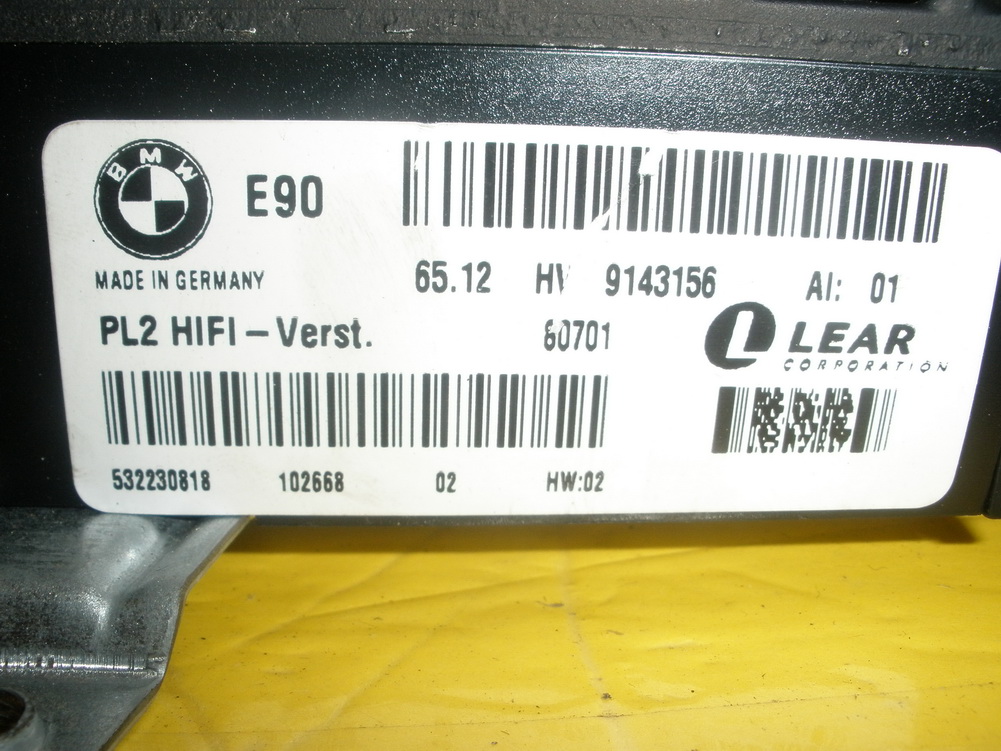 BMW
E90
MADE IN GERMANY
65.12 HV 9143156 AI: 01
PL2 HIFI – Verst. 60701
LEAR
CORPORATION
532230818 102668 02 HW:02